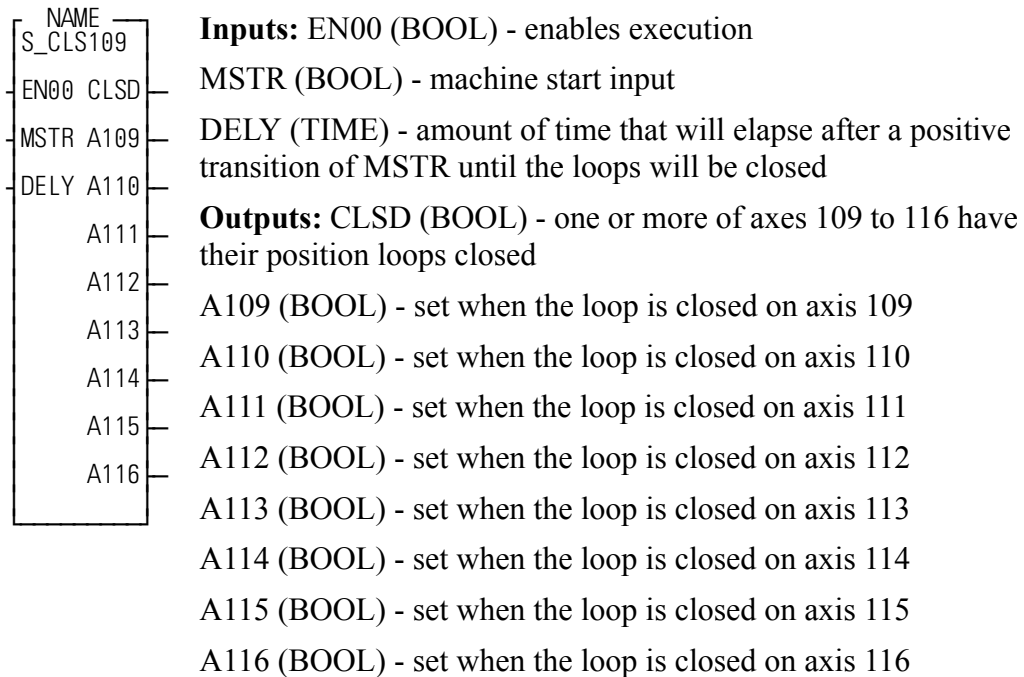 NAME
S_CLS109
EN00 CLSD
MSTR A109
DELY A110
A111
A112
A113
A114
A115
A116
Inputs: EN00 (BOOL) - enables execution
MSTR (BOOL) - machine start input
DELY (TIME) - amount of time that will elapse after a positive
transition of MSTR until the loops will be closed
Outputs: CLSD (BOOL) - one or more of axes 109 to 116 have
their position loops closed
A109 (BOOL) - set when the loop is closed on axis 109
A110 (BOOL) - set when the loop is closed on axis 110
A111 (BOOL) - set when the loop is closed on axis 111
A112 (BOOL) - set when the loop is closed on axis 112
A113 (BOOL) - set when the loop is closed on axis 113
A114 (BOOL) - set when the loop is closed on axis 114
A115 (BOOL) - set when the loop is closed on axis 115
A116 (BOOL) - set when the loop is closed on axis 116